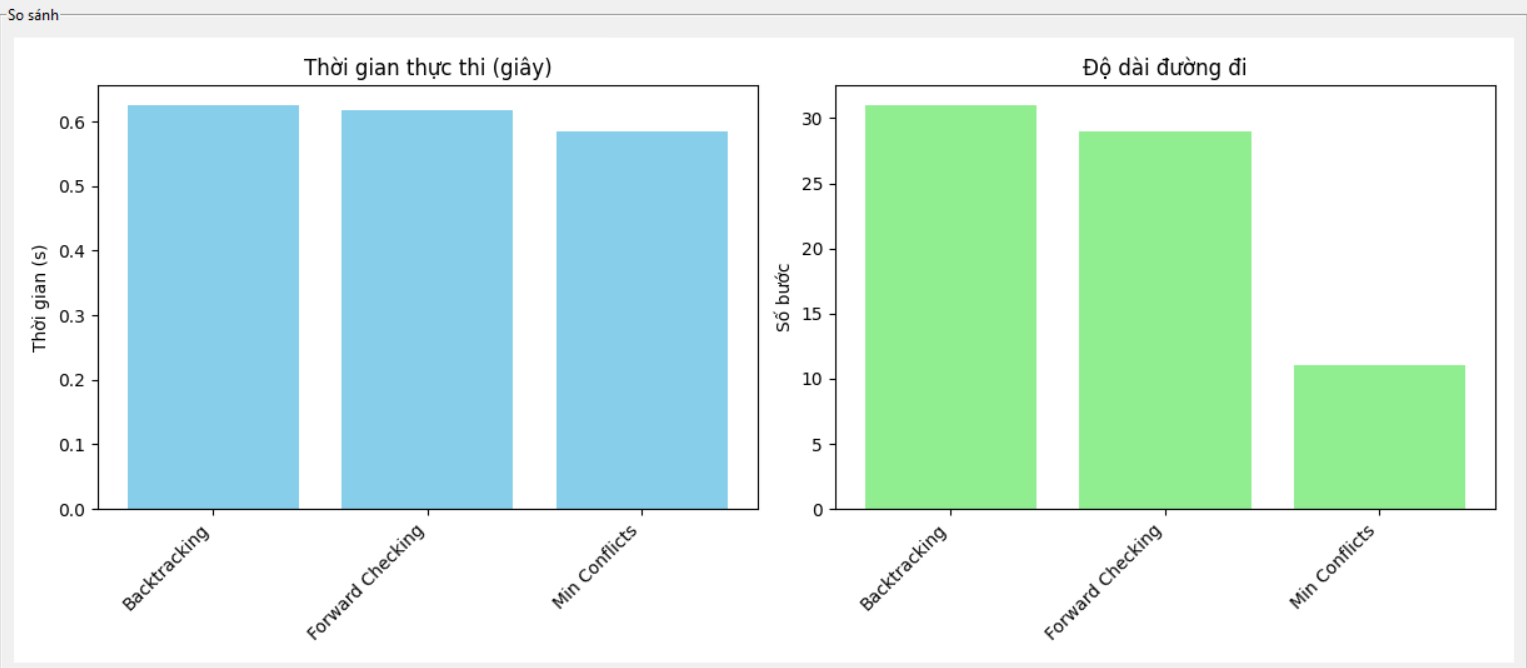 So sánh
Thời gian thực thi (giây)
Thời gian (s)
0.6
0.5
0.4
0.3
0.2
0.1
0.0
Backtracking
Forward Checking
Min Conflicts
Độ dài đường đi
Số bước
30
25
20
15
10
5
0
Backtracking
Forward Checking
Min Conflicts